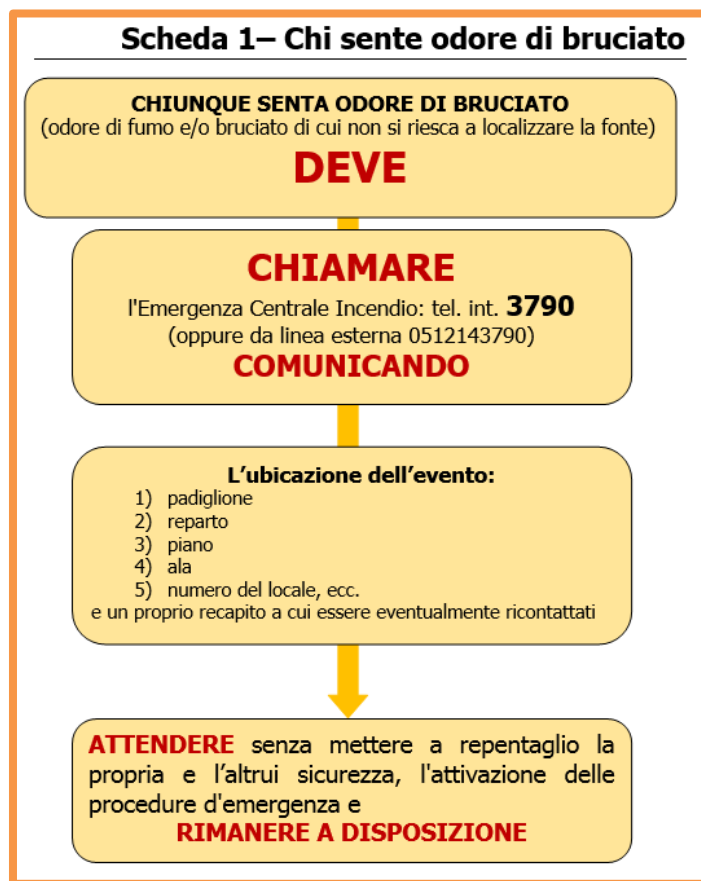 Scheda 1– Chi sente odore di bruciato
CHIUNQUE SENTA ODORE DI BRUCIATO
(odore di fumo e/o bruciato di cui non si riesca a localizzare la fonte)
DEVE
CHIAMARE
l'Emergenza Centrale Incendio: tel. int. 3790
(oppure da linea esterna 0512143790)
COMUNICANDO
L’ubicazione dell’evento:
1) padiglione
2) reparto
3) piano
4) ala
5) numero del locale, ecc.
e un proprio recapito a cui essere eventualmente ricontattati
ATTENDERE senza mettere a repentaglio la
propria e l’altrui sicurezza, l'attivazione delle
procedure d'emergenza e
RIMANERE A DISPOSIZIONE